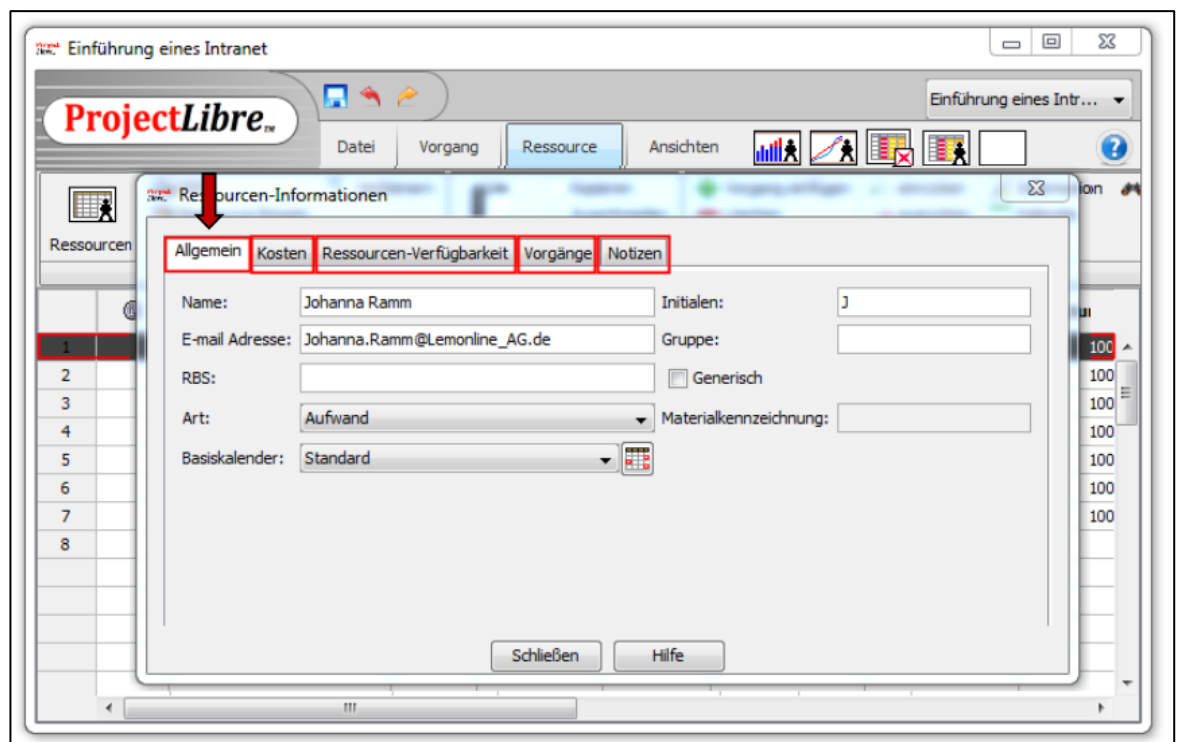 Einführung eines Intranet
ProjectLibre™
Einführung eines Intr...
Datei Vorgang Ressource Ansichten
Ressourcen
Ressourcen-Informationen
ion
Allgemein Kosten Ressourcen-Verfügbarkeit Vorgänge Notizen
Name: Johanna Ramm Initialen: J
E-mail Adresse: Johanna.Ramm@Lemonline_AG.de Gruppe:
RBS: Generisch
Art: Aufwand Materialkennzeichnung:
Basiskalender: Standard
1 100
2 100
3 100
4 100
5 100
6 100
7 100
8
Schließen Hilfe